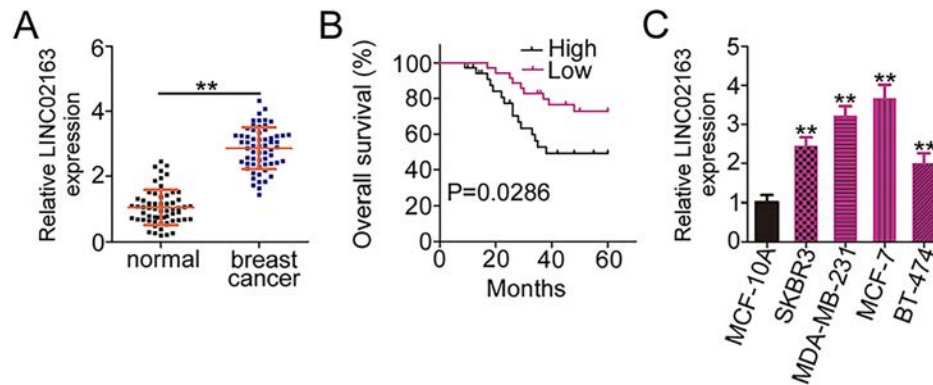 A
Relative LINC02163
expression
6
4
2
0
**
normal
breast
cancer
B
Overall survival (%)
100
80
60
40
0
High
Low
P=0.0286
0
20
40
60
Months
C
Relative LINC02163
expression
5
4
3
2
1
0
**
**
**
**
MCF-10A
SKBR3
MDA-MB-231
MCF-7
BT-474